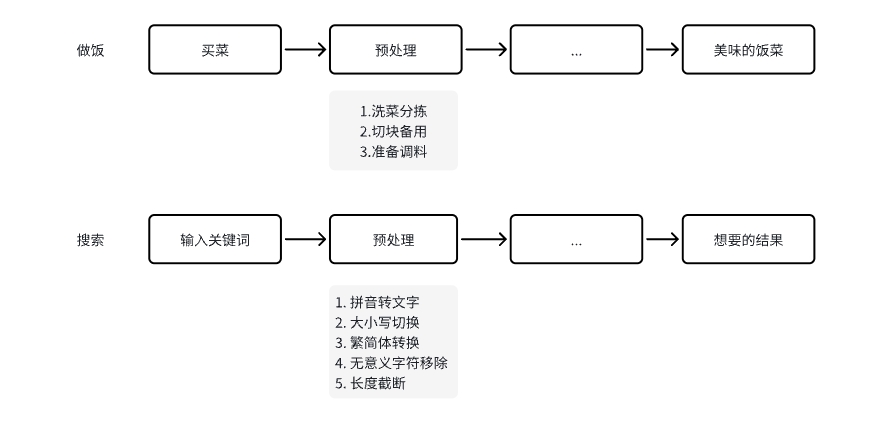 做饭
买菜
预处理
...
美味的饭菜
1.洗菜分拣
2.切块备用
3.准备调料
搜索
输入关键词
预处理
...
想要的结果
1. 拼音转文字
2. 大小写切换
3. 繁简体转换
4. 无意义字符移除
5. 长度截断